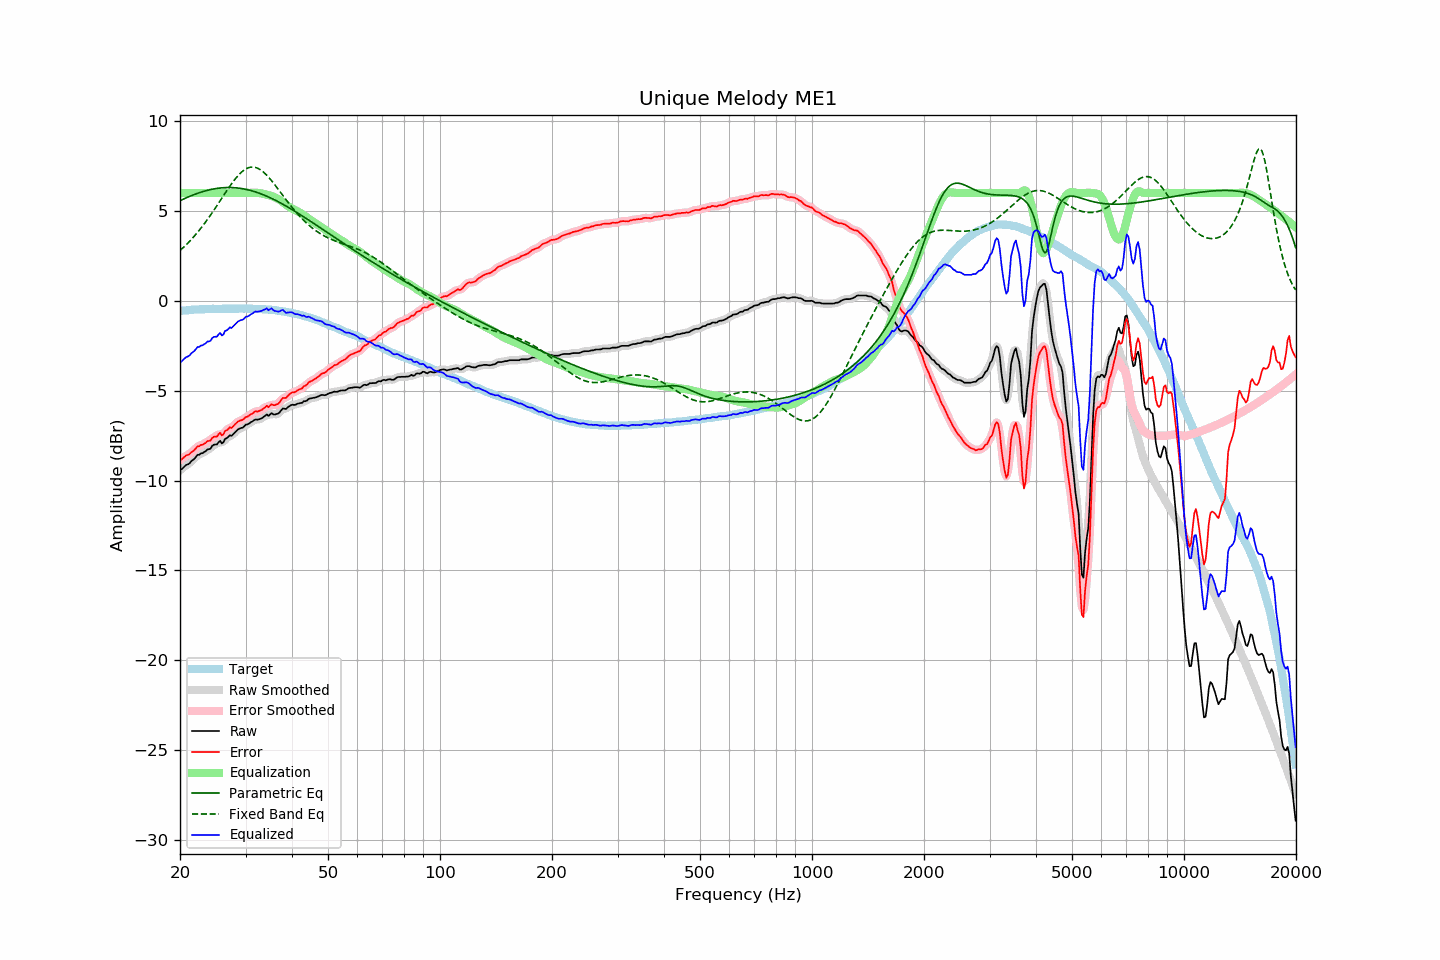 Unique Melody ME1
Amplitude (dBr)
10
5
0
−5
−10
−15
−20
−25
−30
Target
Raw Smoothed
Error Smoothed
Raw
Error
Equalization
Parametric Eq
Fixed Band Eq
Equalized
20 50 100 200 500 1000 2000 5000 10000 20000
Frequency (Hz)